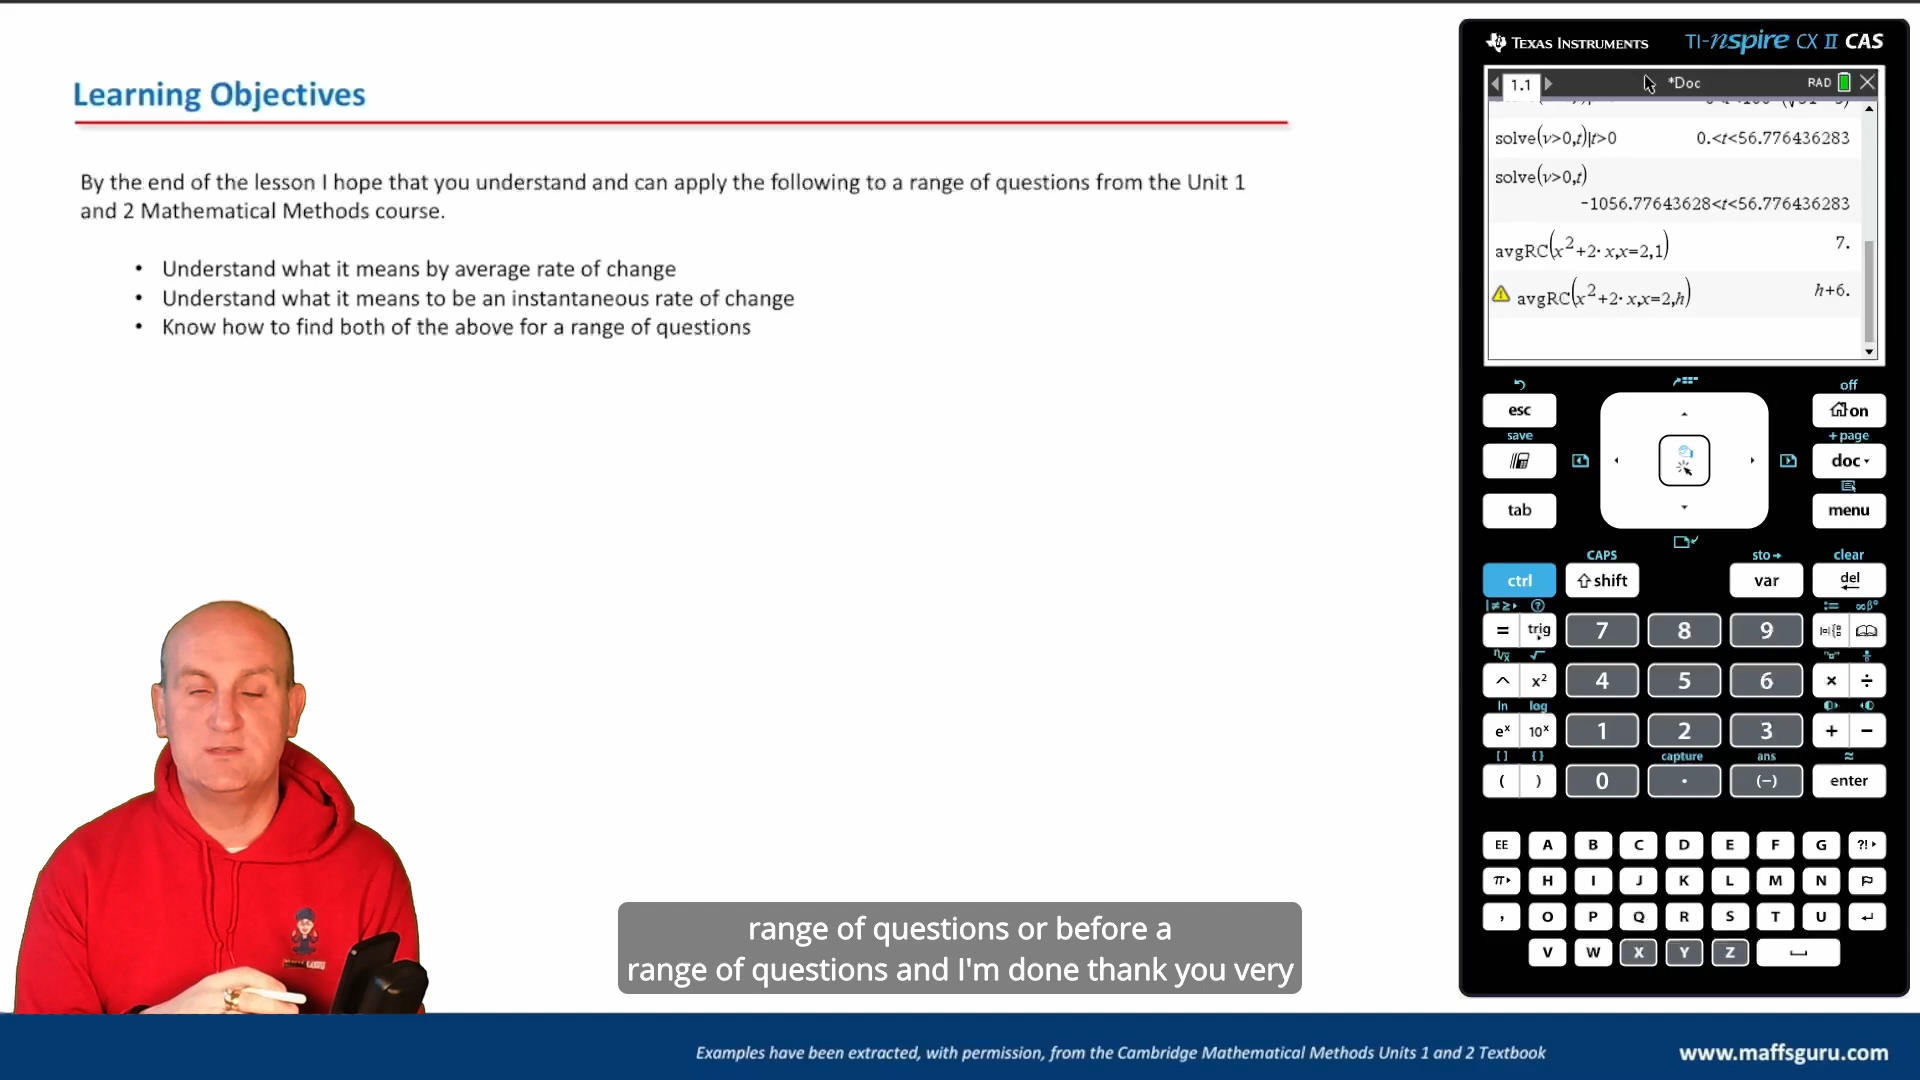 Learning Objectives
By the end of the lesson I hope that you understand and can apply the following to a range of questions from the Unit 1
and 2 Mathematical Methods course.
• Understand what it means by average rate of change
• Understand what it means to be an instantaneous rate of change
• Know how to find both of the above for a range of questions
range of questions or before a
range of questions and I'm done thank you very
Examples have been extracted, with permission, from the Cambridge Mathematical Methods Units 1 and 2 Textbook
www.maffsguru.com
TEXAS INSTRUMENTS TI-nspire CX II CAS
1.1 *Doc RAD
solve(v>0,t)|t>0 0.<t<56.776436283
solve(v>0,t)
-1056.77643628<t<56.776436283
avgRC(x²+2·x,x=2,1) 7.
avgRC(x²+2·x,x=2,h) h+6.
off
esc on
save +page
doc
tab menu
CAPS sto→ clear
ctrl shift var del
= trig 7 8 9
^ x² 4 5 6 × ÷
ln log
eˣ 10ˣ 1 2 3 + −
[ ] { } capture ans ≈
( ) 0 . (−) enter
EE A B C D E F G ?!
π H I J K L M N
, O P Q R S T U
V W X Y Z